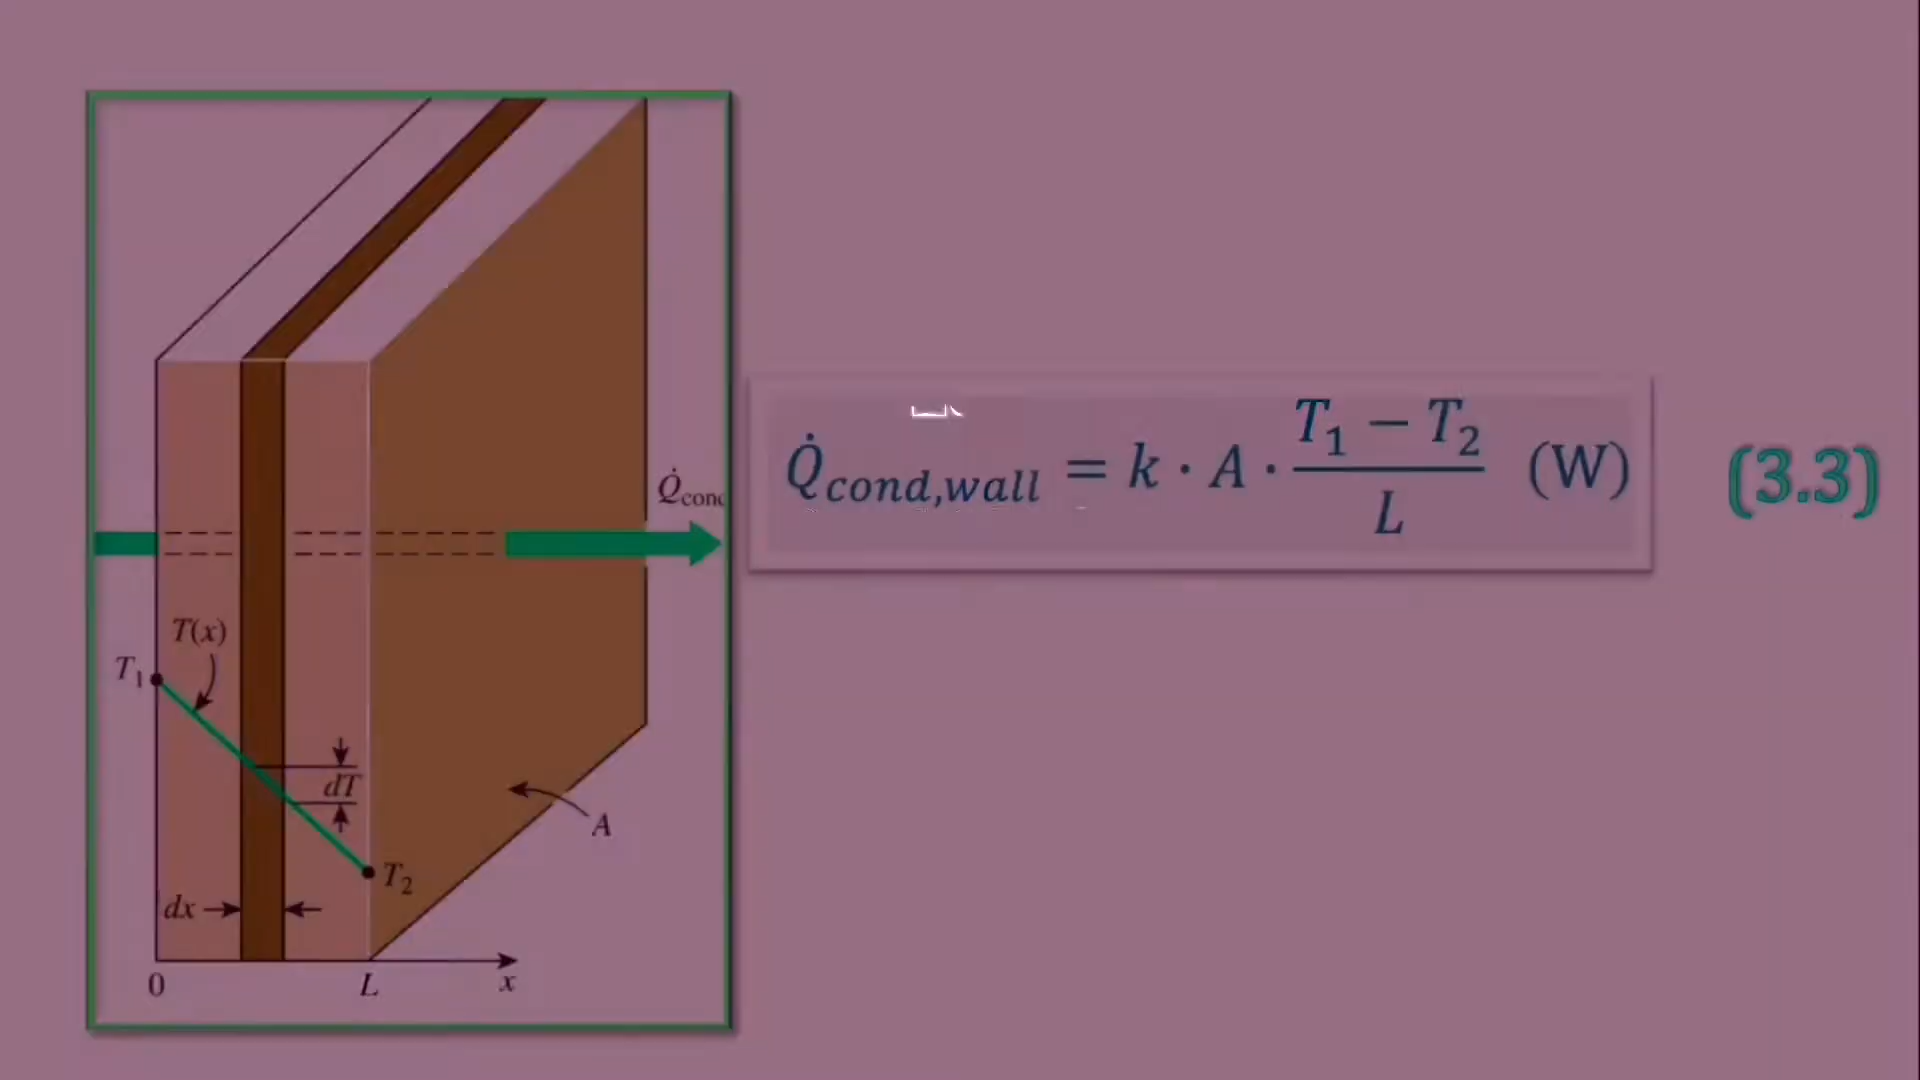 Q̇cond
T(x)
T1
dT
A
T2
dx
0 L x
Q̇cond,wall = k · A · (T1 − T2)/L (W) (3.3)